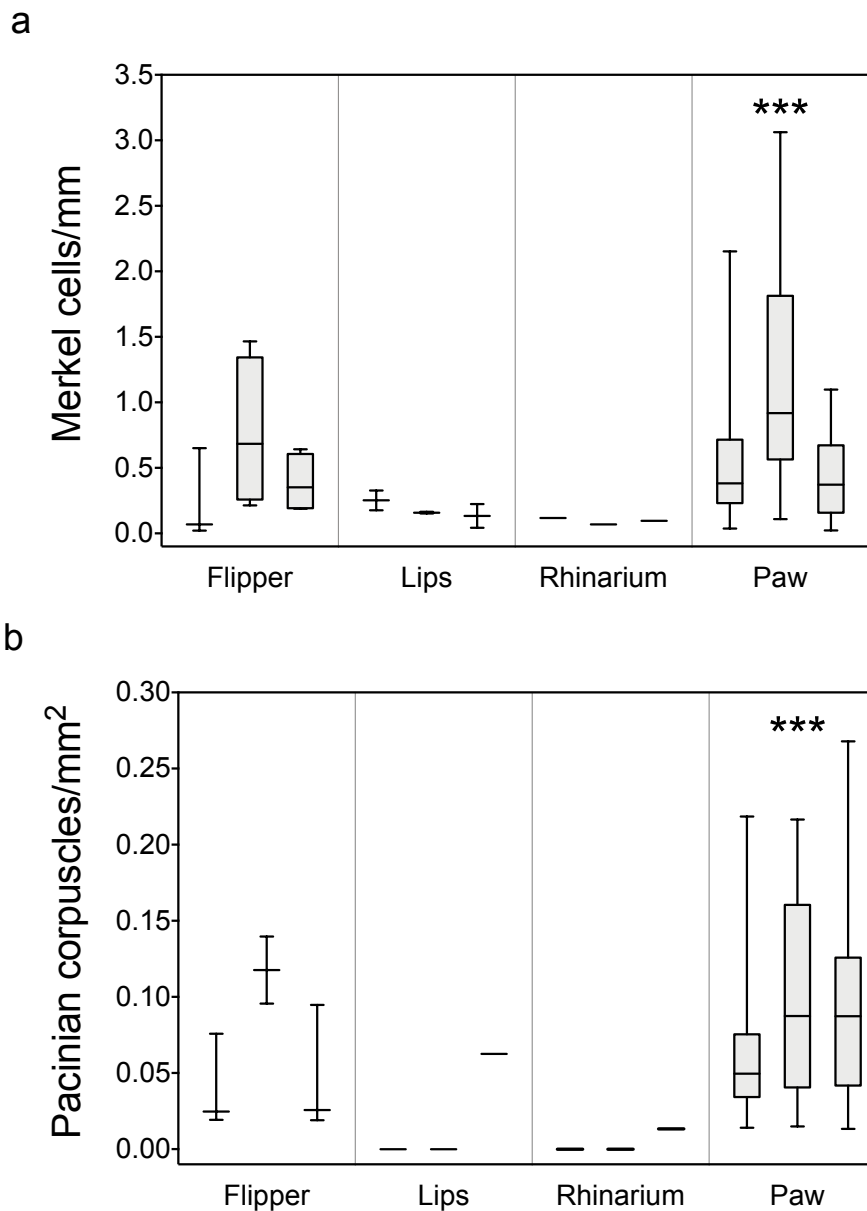 a
3.5
3.0
2.5
2.0
1.5
1.0
0.5
0.0
Merkel cells/mm
***
Flipper Lips Rhinarium Paw
b
0.30
0.25
0.20
0.15
0.10
0.05
0.00
Pacinian corpuscles/mm²
***
Flipper Lips Rhinarium Paw